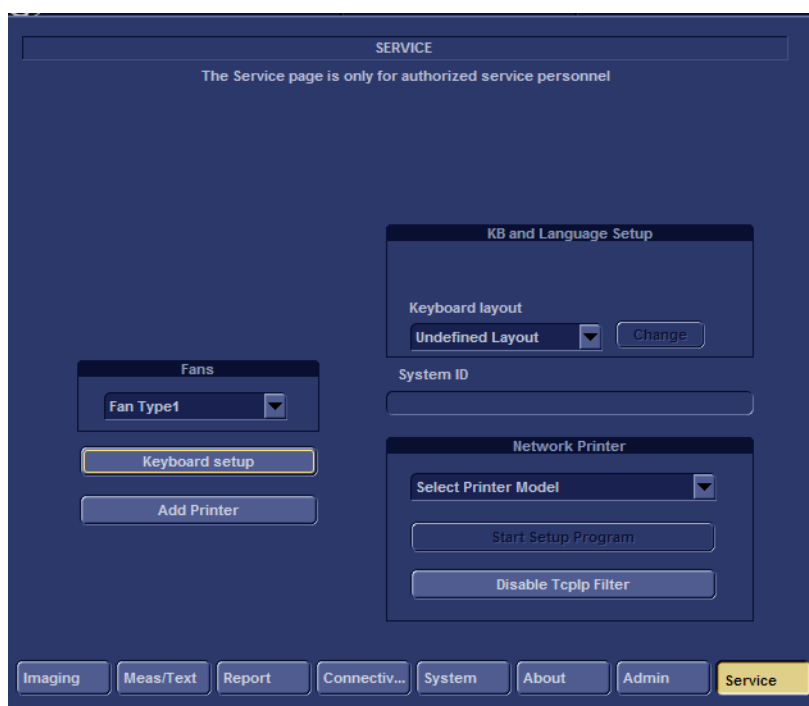 SERVICE
The Service page is only for authorized service personnel
KB and Language Setup
Keyboard layout
Undefined Layout
Change
Fans
Fan Type1
System ID
Keyboard setup
Add Printer
Network Printer
Select Printer Model
Start Setup Program
Disable TcpIp Filter
Imaging
Meas/Text
Report
Connectiv...
System
About
Admin
Service